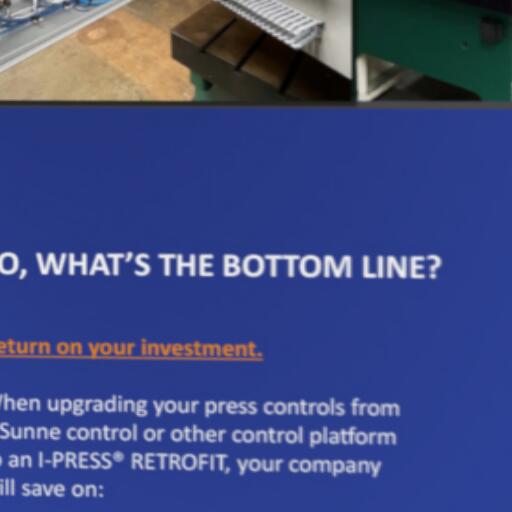 O, WHAT'S THE BOTTOM LINE?
eturn on your investment.
hen upgrading your press controls from
Sunne control or other control platform
an I-PRESS® RETROFIT, your company
ill save on: